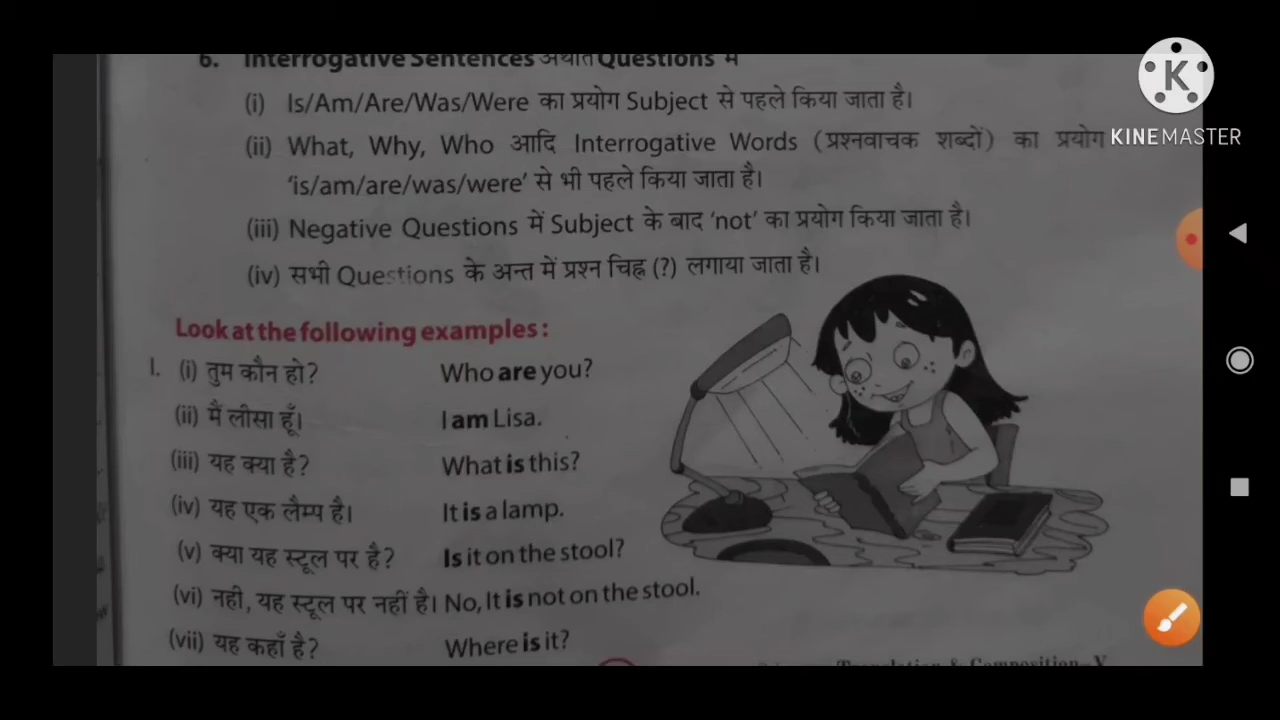 6. Interrogative Sentences अर्थात Questions में
(i) Is/Am/Are/Was/Were का प्रयोग Subject से पहले किया जाता है।
(ii) What, Why, Who आदि Interrogative Words (प्रश्नवाचक शब्दों) का प्रयोग
‘is/am/are/was/were’ से भी पहले किया जाता है।
(iii) Negative Questions में Subject के बाद ‘not’ का प्रयोग किया जाता है।
(iv) सभी Questions के अन्त में प्रश्न चिह्न (?) लगाया जाता है।
Look at the following examples :
I. (i) तुम कौन हो? Who are you?
(ii) मैं लीसा हूँ। I am Lisa.
(iii) यह क्या है? What is this?
(iv) यह एक लैम्प है। It is a lamp.
(v) क्या यह स्टूल पर है? Is it on the stool?
(vi) नही, यह स्टूल पर नहीं है। No, It is not on the stool.
(vii) यह कहाँ है? Where is it?
Translation & Composition–V
K
KINEMASTER